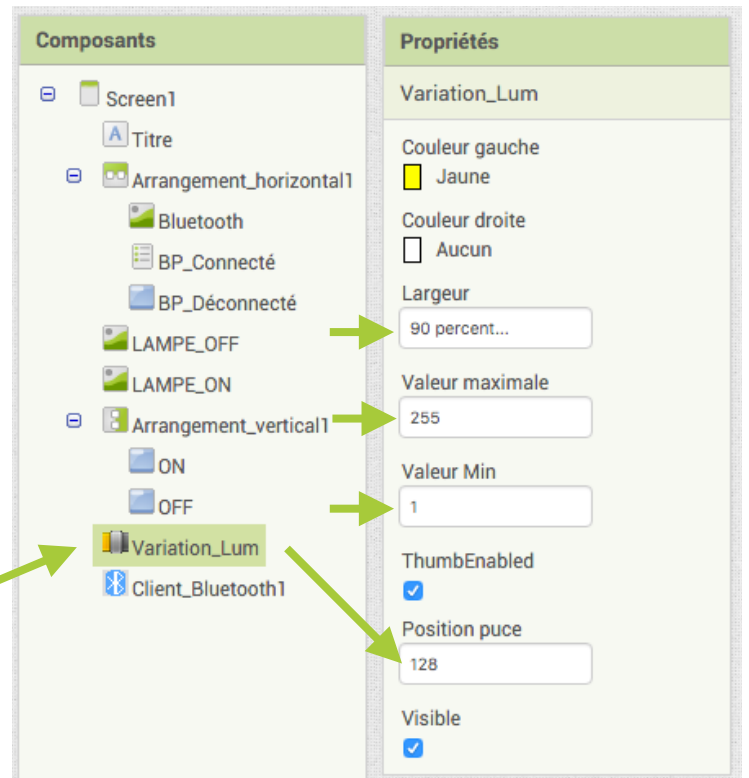 Composants
Screen1
A Titre
Arrangement_horizontal1
Bluetooth
BP_Connecté
BP_Déconnecté
LAMPE_OFF
LAMPE_ON
Arrangement_vertical1
ON
OFF
Variation_Lum
Client_Bluetooth1
Propriétés
Variation_Lum
Couleur gauche
Jaune
Couleur droite
Aucun
Largeur
90 percent...
Valeur maximale
255
Valeur Min
1
ThumbEnabled
Position puce
128
Visible